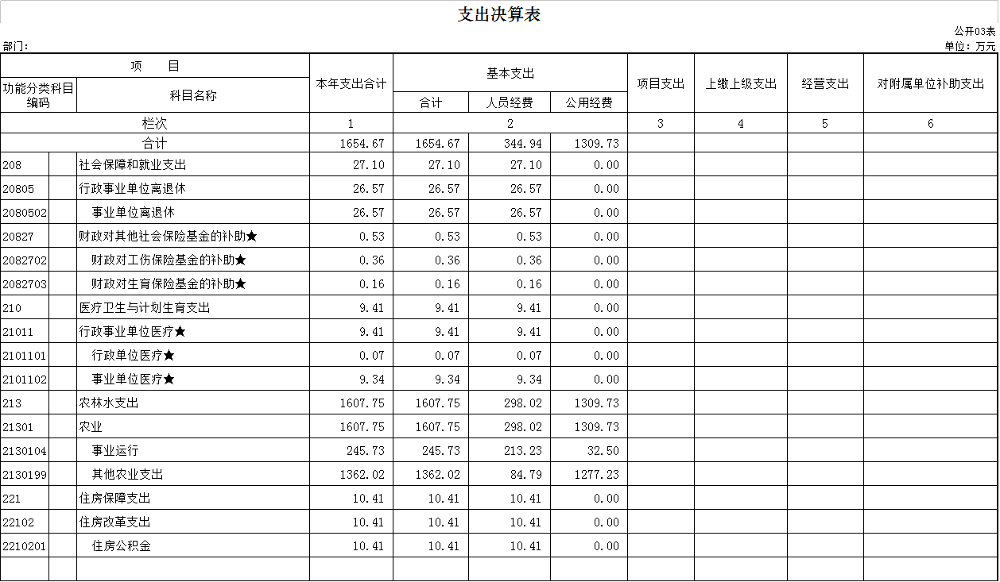 支出决算表
公开03表
部门: 单位: 万元
项 目 本年支出合计 基本支出 项目支出 上缴上级支出 经营支出 对附属单位补助支出
功能分类科目编码 科目名称 合计 人员经费 公用经费
栏次 1 2 3 4 5 6
合计 1654.67 1654.67 344.94 1309.73
208 社会保障和就业支出 27.10 27.10 27.10 0.00
20805 行政事业单位离退休 26.57 26.57 26.57 0.00
2080502 事业单位离退休 26.57 26.57 26.57 0.00
20827 财政对其他社会保险基金的补助★ 0.53 0.53 0.53 0.00
2082702 财政对工伤保险基金的补助★ 0.36 0.36 0.36 0.00
2082703 财政对生育保险基金的补助★ 0.16 0.16 0.16 0.00
210 医疗卫生与计划生育支出 9.41 9.41 9.41 0.00
21011 行政事业单位医疗★ 9.41 9.41 9.41 0.00
2101101 行政单位医疗★ 0.07 0.07 0.07 0.00
2101102 事业单位医疗★ 9.34 9.34 9.34 0.00
213 农林水支出 1607.75 1607.75 298.02 1309.73
21301 农业 1607.75 1607.75 298.02 1309.73
2130104 事业运行 245.73 245.73 213.23 32.50
2130199 其他农业支出 1362.02 1362.02 84.79 1277.23
221 住房保障支出 10.41 10.41 10.41 0.00
22102 住房改革支出 10.41 10.41 10.41 0.00
2210201 住房公积金 10.41 10.41 10.41 0.00